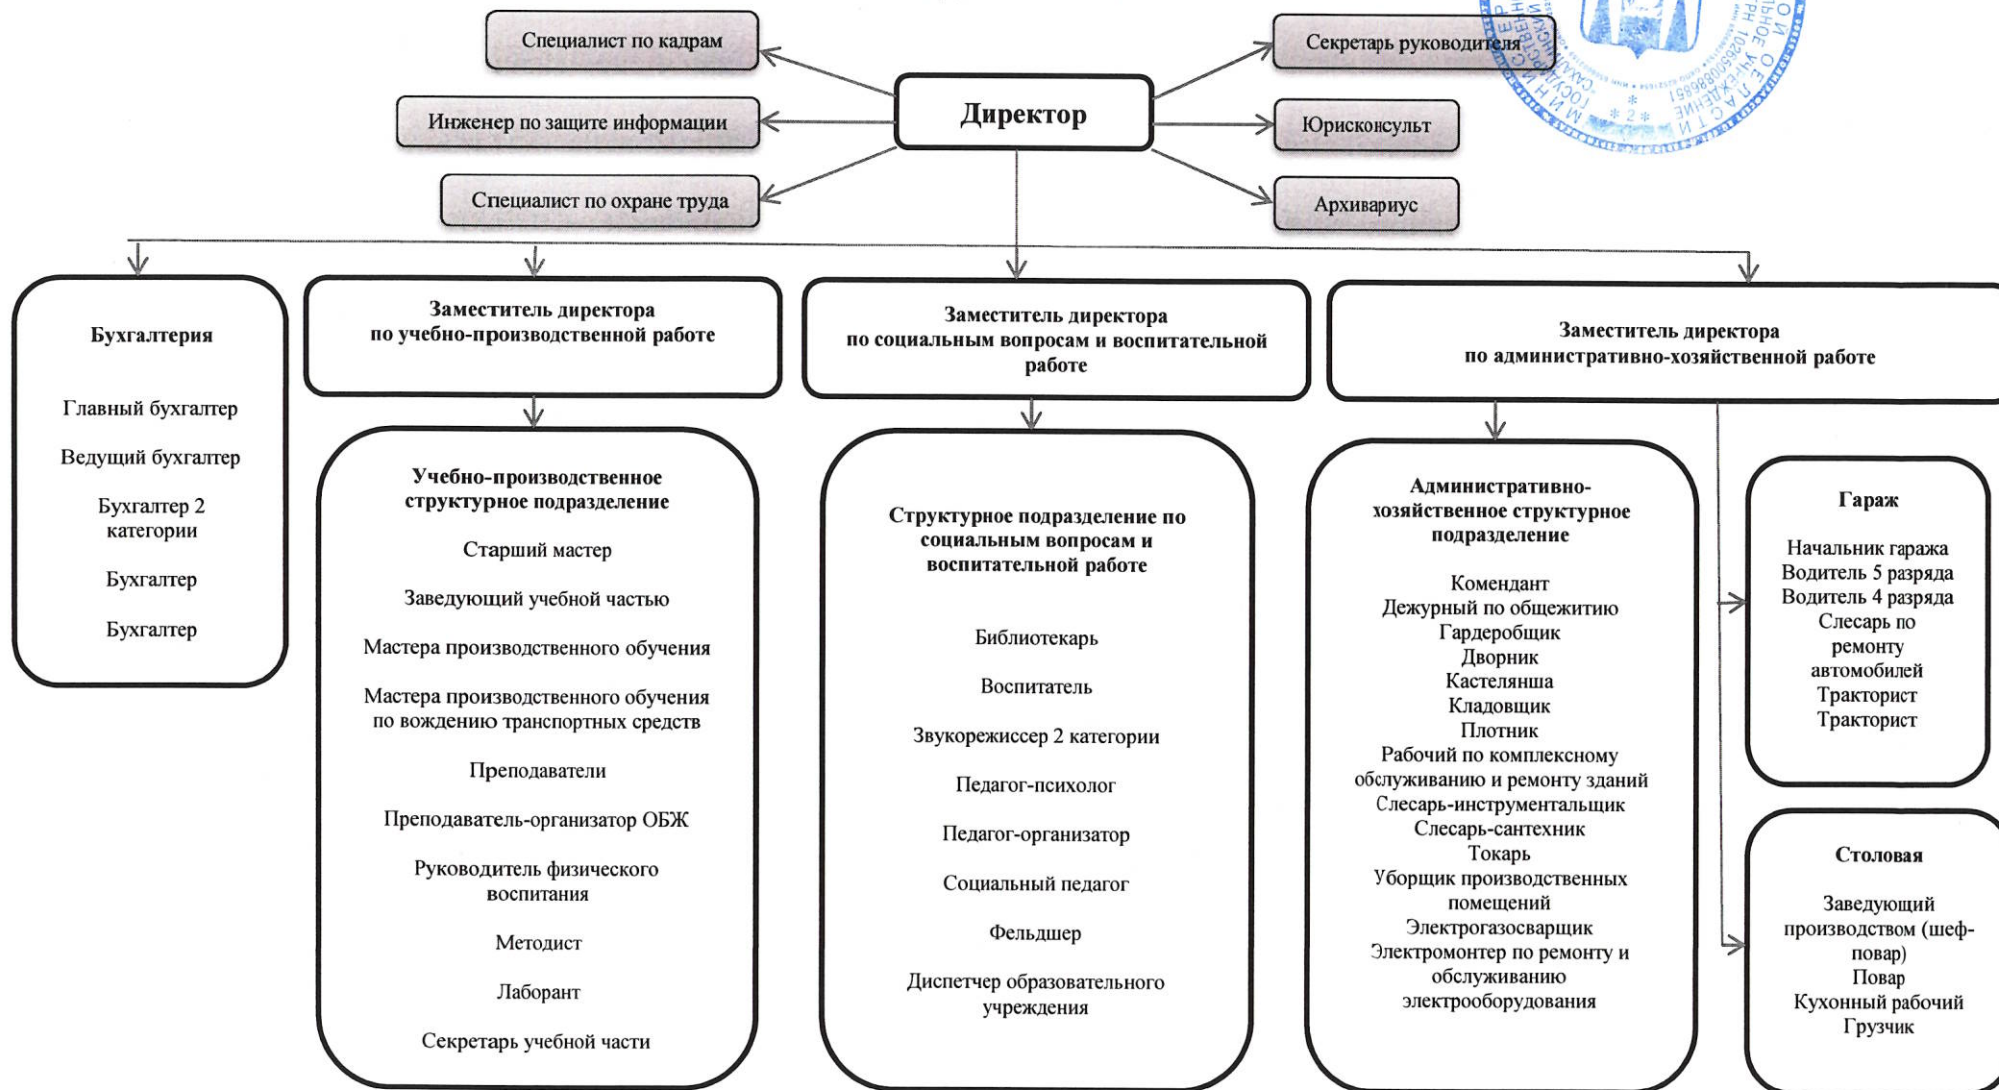 Специалист по кадрам
Секретарь руководителя
Директор
Инженер по защите информации
Юрисконсульт
Специалист по охране труда
Архивариус
Бухгалтерия
Главный бухгалтер
Ведущий бухгалтер
Бухгалтер 2
категории
Бухгалтер
Бухгалтер
Заместитель директора
по учебно-производственной работе
Учебно-производственное
структурное подразделение
Старший мастер
Заведующий учебной частью
Мастера производственного обучения
Мастера производственного обучения
по вождению транспортных средств
Преподаватели
Преподаватель-организатор ОБЖ
Руководитель физического
воспитания
Методист
Лаборант
Секретарь учебной части
Заместитель директора
по социальным вопросам и воспитательной
работе
Структурное подразделение по
социальным вопросам и
воспитательной работе
Библиотекарь
Воспитатель
Звукорежиссер 2 категории
Педагог-психолог
Педагог-организатор
Социальный педагог
Фельдшер
Диспетчер образовательного
учреждения
Заместитель директора
по административно-хозяйственной работе
Административно-
хозяйственное структурное
подразделение
Комендант
Дежурный по общежитию
Гардеробщик
Дворник
Кастелянша
Кладовщик
Плотник
Рабочий по комплексному
обслуживанию и ремонту зданий
Слесарь-инструментальщик
Слесарь-сантехник
Токарь
Уборщик производственных
помещений
Электрогазосварщик
Электромонтер по ремонту и
обслуживанию
электрооборудования
Гараж
Начальник гаража
Водитель 5 разряда
Водитель 4 разряда
Слесарь по
ремонту
автомобилей
Тракторист
Тракторист
Столовая
Заведующий
производством (шеф-
повар)
Повар
Кухонный рабочий
Грузчик
* 2 *